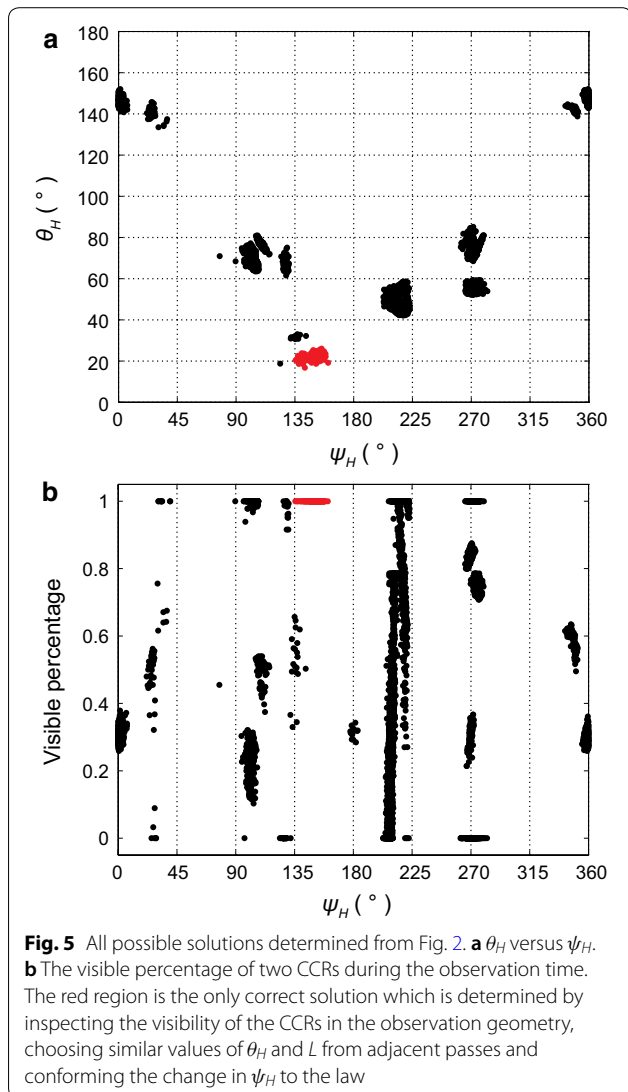 a
180
160
140
120
100
80
60
40
20
0
θH (°)
0 45 90 135 180 225 270 315 360
ψH (°)
b
1
0.8
0.6
0.4
0.2
0
Visible percentage
0 45 90 135 180 225 270 315 360
ψH (°)
Fig. 5 All possible solutions determined from Fig. 2. a θH versus ψH.
b The visible percentage of two CCRs during the observation time.
The red region is the only correct solution which is determined by
inspecting the visibility of the CCRs in the observation geometry,
choosing similar values of θH and L from adjacent passes and
conforming the change in ψH to the law